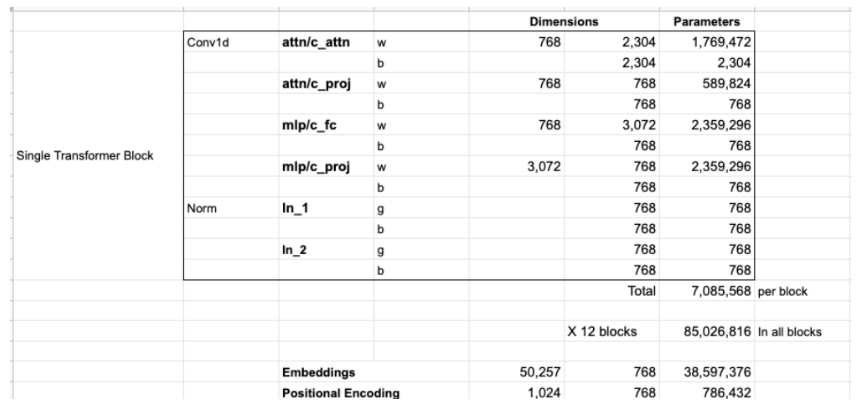 Dimensions Parameters
Conv1d attn/c_attn w 768 2,304 1,769,472
b 2,304 2,304
attn/c_proj w 768 768 589,824
b 768 768
mlp/c_fc w 768 3,072 2,359,296
b 768 768
Single Transformer Block
mlp/c_proj w 3,072 768 2,359,296
b 768 768
Norm ln_1 g 768 768
b 768 768
ln_2 g 768 768
b 768 768
Total 7,085,568 per block
X 12 blocks 85,026,816 In all blocks
Embeddings 50,257 768 38,597,376
Positional Encoding 1,024 768 786,432